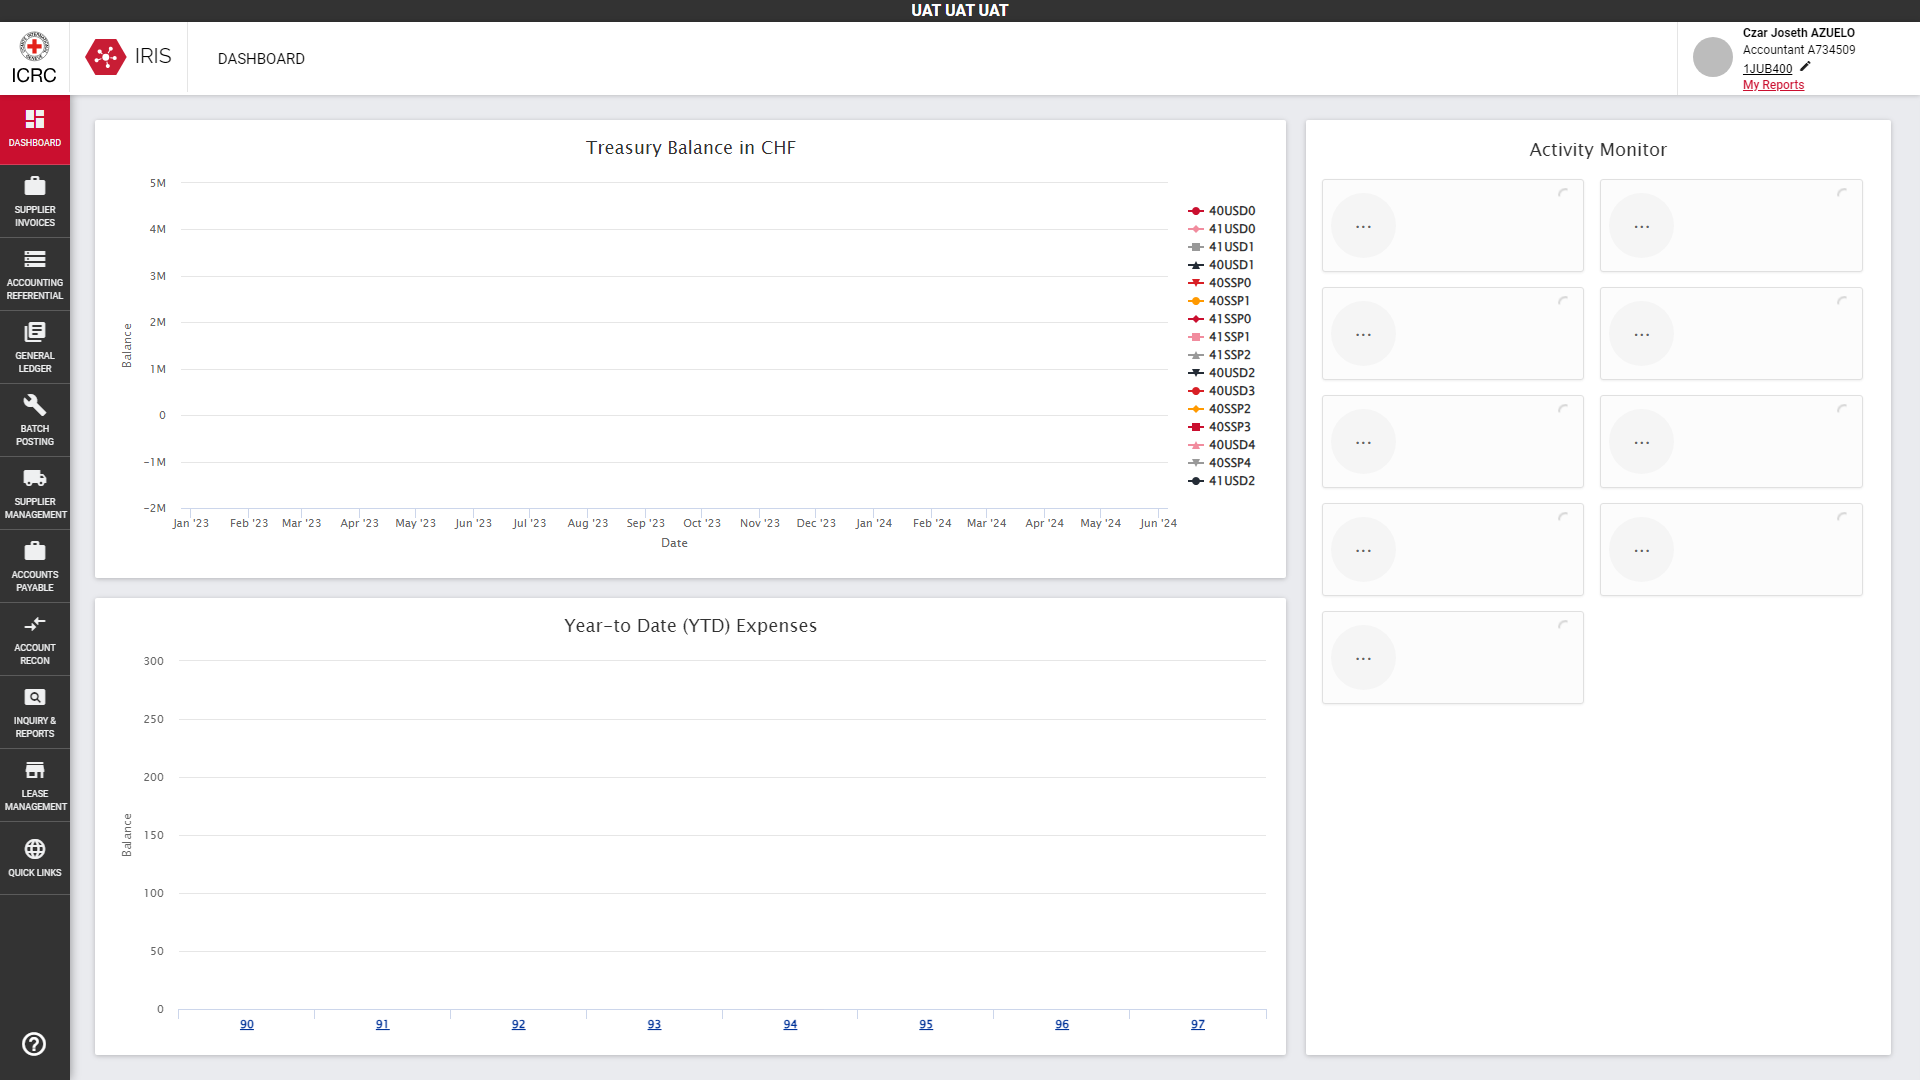 UAT UAT UAT
ICRC
IRIS
DASHBOARD
Czar Joseth AZUELO
Accountant A734509
1JUB400
My Reports
DASHBOARD
SUPPLIER
INVOICES
ACCOUNTING
REFERENTIAL
GENERAL
LEDGER
BATCH
POSTING
SUPPLIER
MANAGEMENT
ACCOUNTS
PAYABLE
ACCOUNT
RECON
INQUIRY &
REPORTS
LEASE
MANAGEMENT
QUICK LINKS
Treasury Balance in CHF
Balance
5M
4M
3M
2M
1M
0
-1M
-2M
Jan '23 Feb '23 Mar '23 Apr '23 May '23 Jun '23 Jul '23 Aug '23 Sep '23 Oct '23 Nov '23 Dec '23 Jan '24 Feb '24 Mar '24 Apr '24 May '24 Jun '24
Date
40USD0
41USD0
41USD1
40USD1
40SSP0
40SSP1
41SSP0
41SSP1
41SSP2
40USD2
40USD3
40SSP2
40SSP3
40USD4
40SSP4
41USD2
Year-to Date (YTD) Expenses
Balance
300
250
200
150
100
50
0
90 91 92 93 94 95 96 97
Activity Monitor
... ...
... ...
... ...
... ...
...